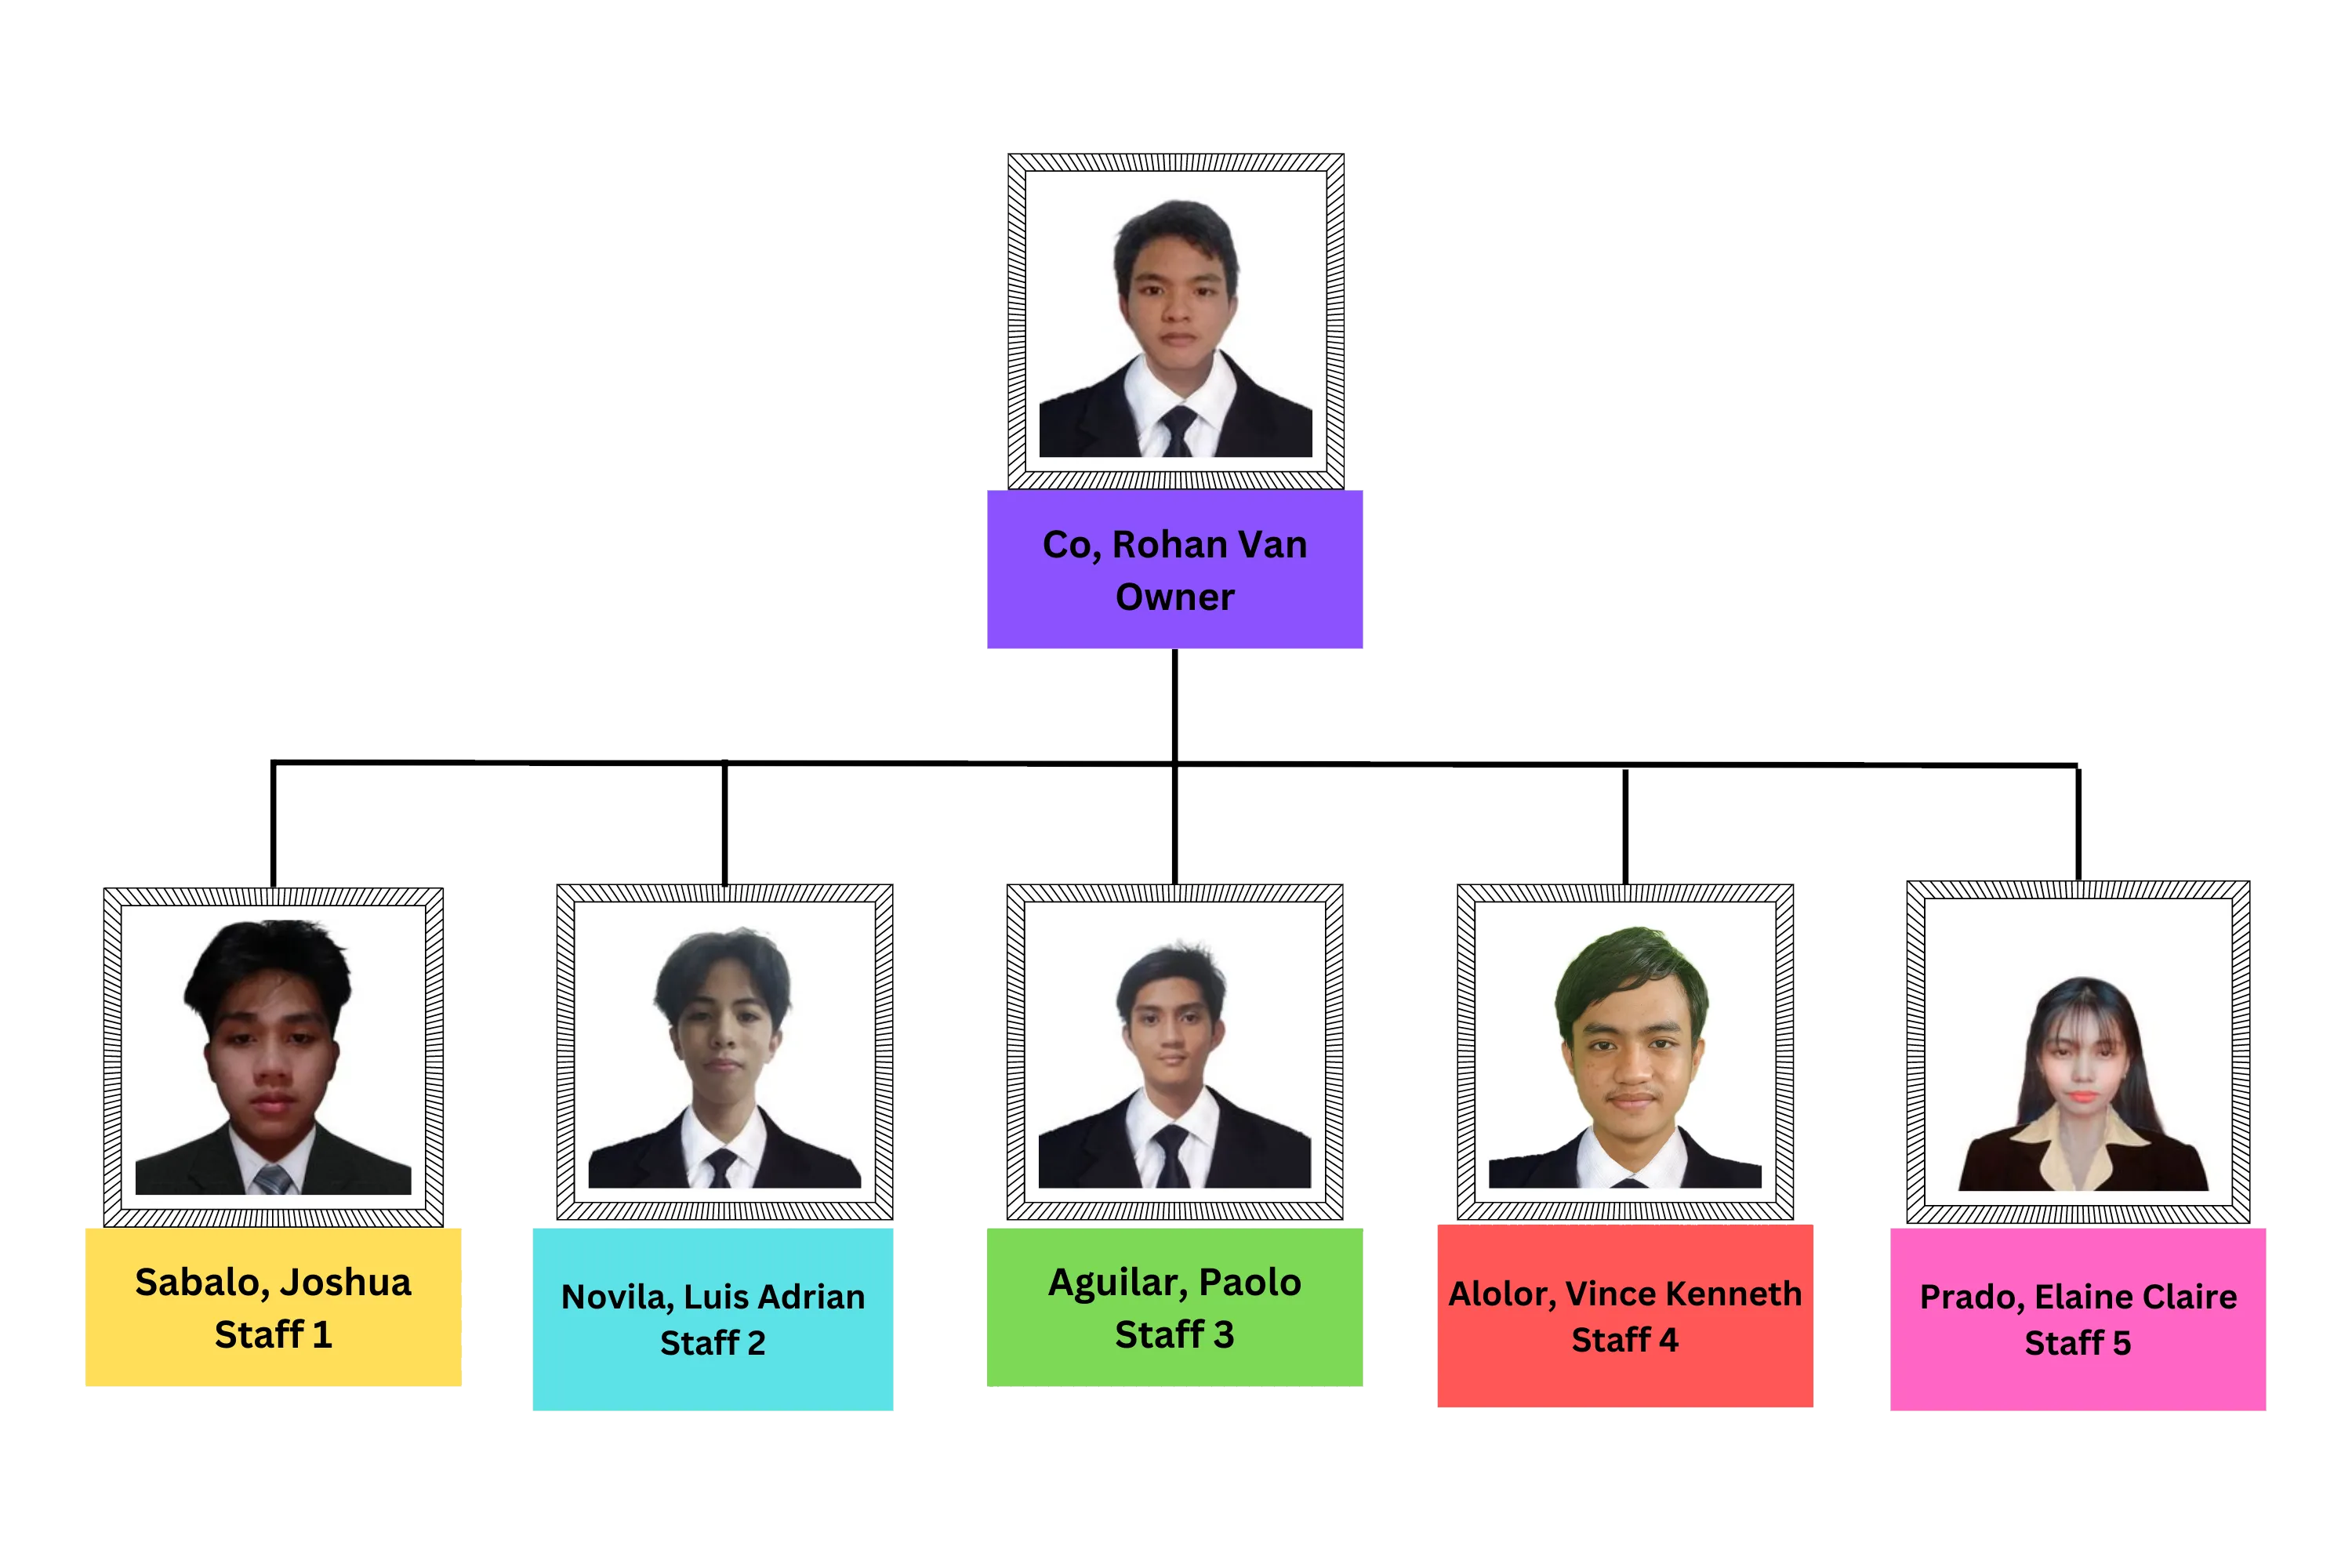 Co, Rohan Van
Owner
Sabalo, Joshua
Staff 1
Novila, Luis Adrian
Staff 2
Aguilar, Paolo
Staff 3
Alolor, Vince Kenneth
Staff 4
Prado, Elaine Claire
Staff 5